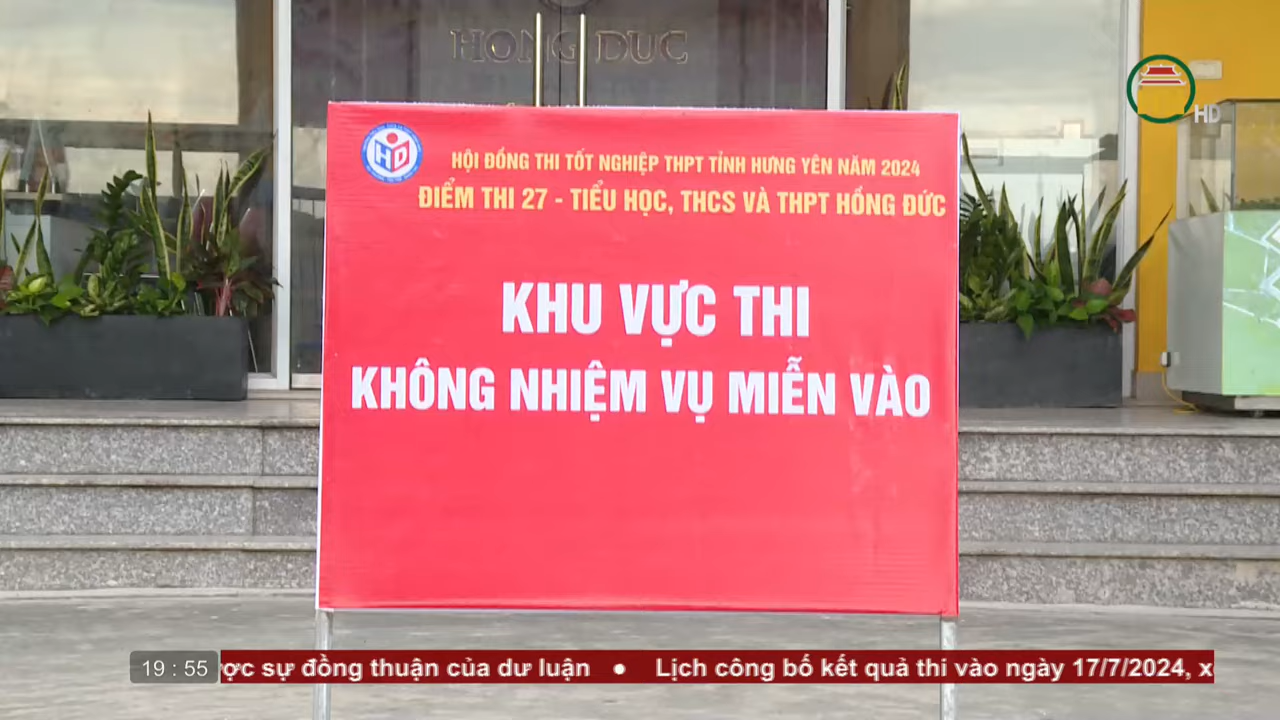 HONG DUC
HD
HD
HỘI ĐỒNG THI TỐT NGHIỆP THPT TỈNH HƯNG YÊN NĂM 2024
ĐIỂM THI 27 - TIỂU HỌC, THCS VÀ THPT HỒNG ĐỨC
KHU VỰC THI
KHÔNG NHIỆM VỤ MIỄN VÀO
19 : 55 ợc sự đồng thuận của dư luận • Lịch công bố kết quả thi vào ngày 17/7/2024, x